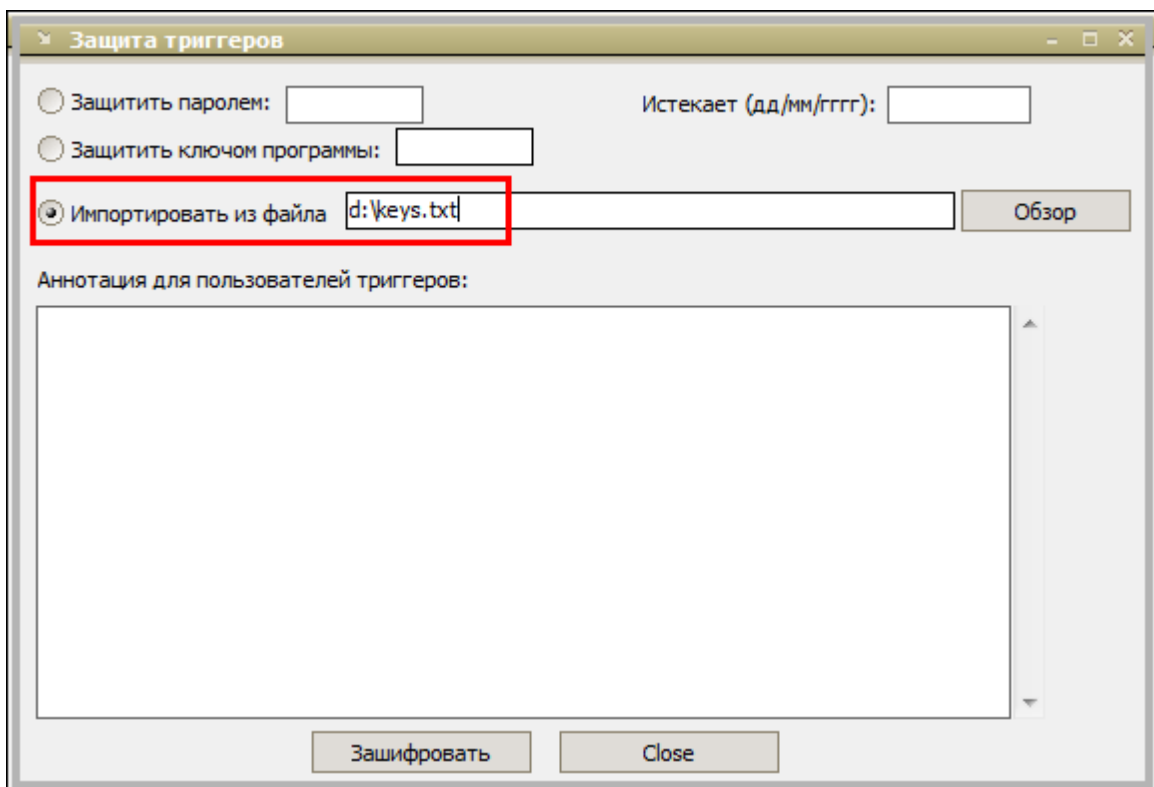 Защита триггеров
Защитить паролем: Истекает (дд/мм/гггг):
Защитить ключом программы:
Импортировать из файла d:\keys.txt Обзор
Аннотация для пользователей триггеров:
Зашифровать Close